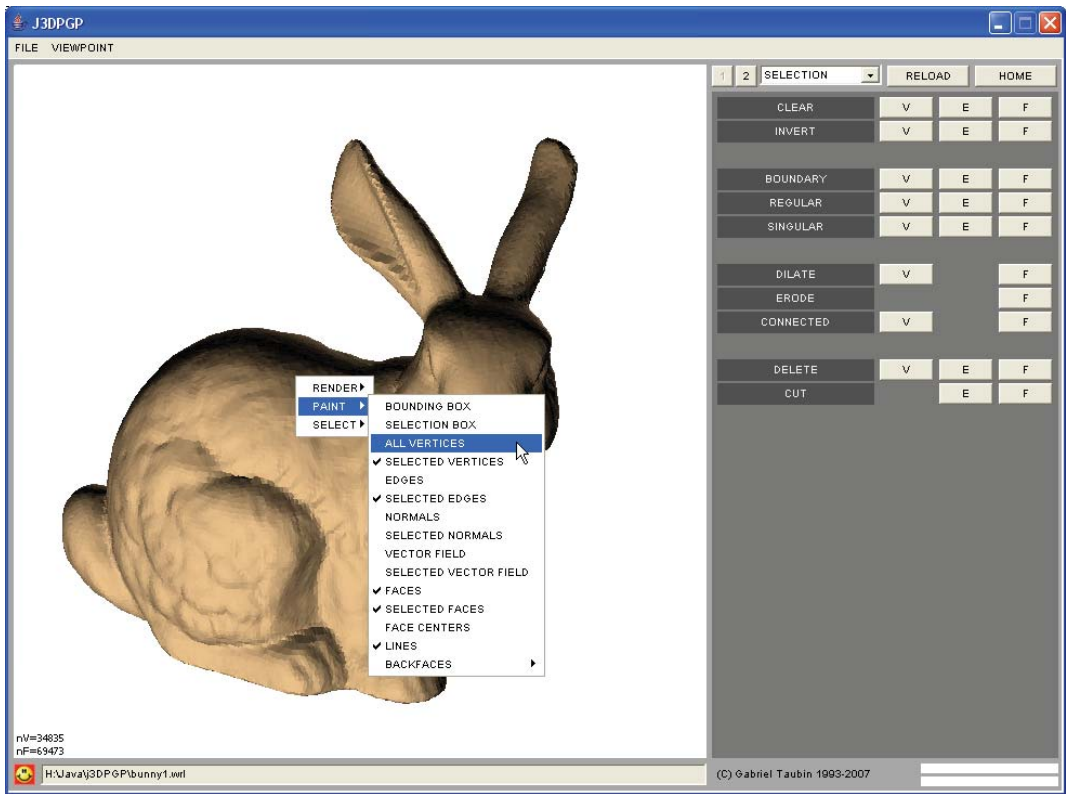 J3DPGP
FILE VIEWPOINT
1 2 SELECTION RELOAD HOME
CLEAR V E F
INVERT V E F
BOUNDARY V E F
REGULAR V E F
SINGULAR V E F
DILATE V F
ERODE F
CONNECTED V F
DELETE V E F
CUT E F
RENDER
PAINT
SELECT
BOUNDING BOX
SELECTION BOX
ALL VERTICES
SELECTED VERTICES
EDGES
SELECTED EDGES
NORMALS
SELECTED NORMALS
VECTOR FIELD
SELECTED VECTOR FIELD
FACES
SELECTED FACES
FACE CENTERS
LINES
BACKFACES
nV=34835
nF=69473
H:\Java\j3DPGP\bunny1.wrl
(C) Gabriel Taubin 1993-2007